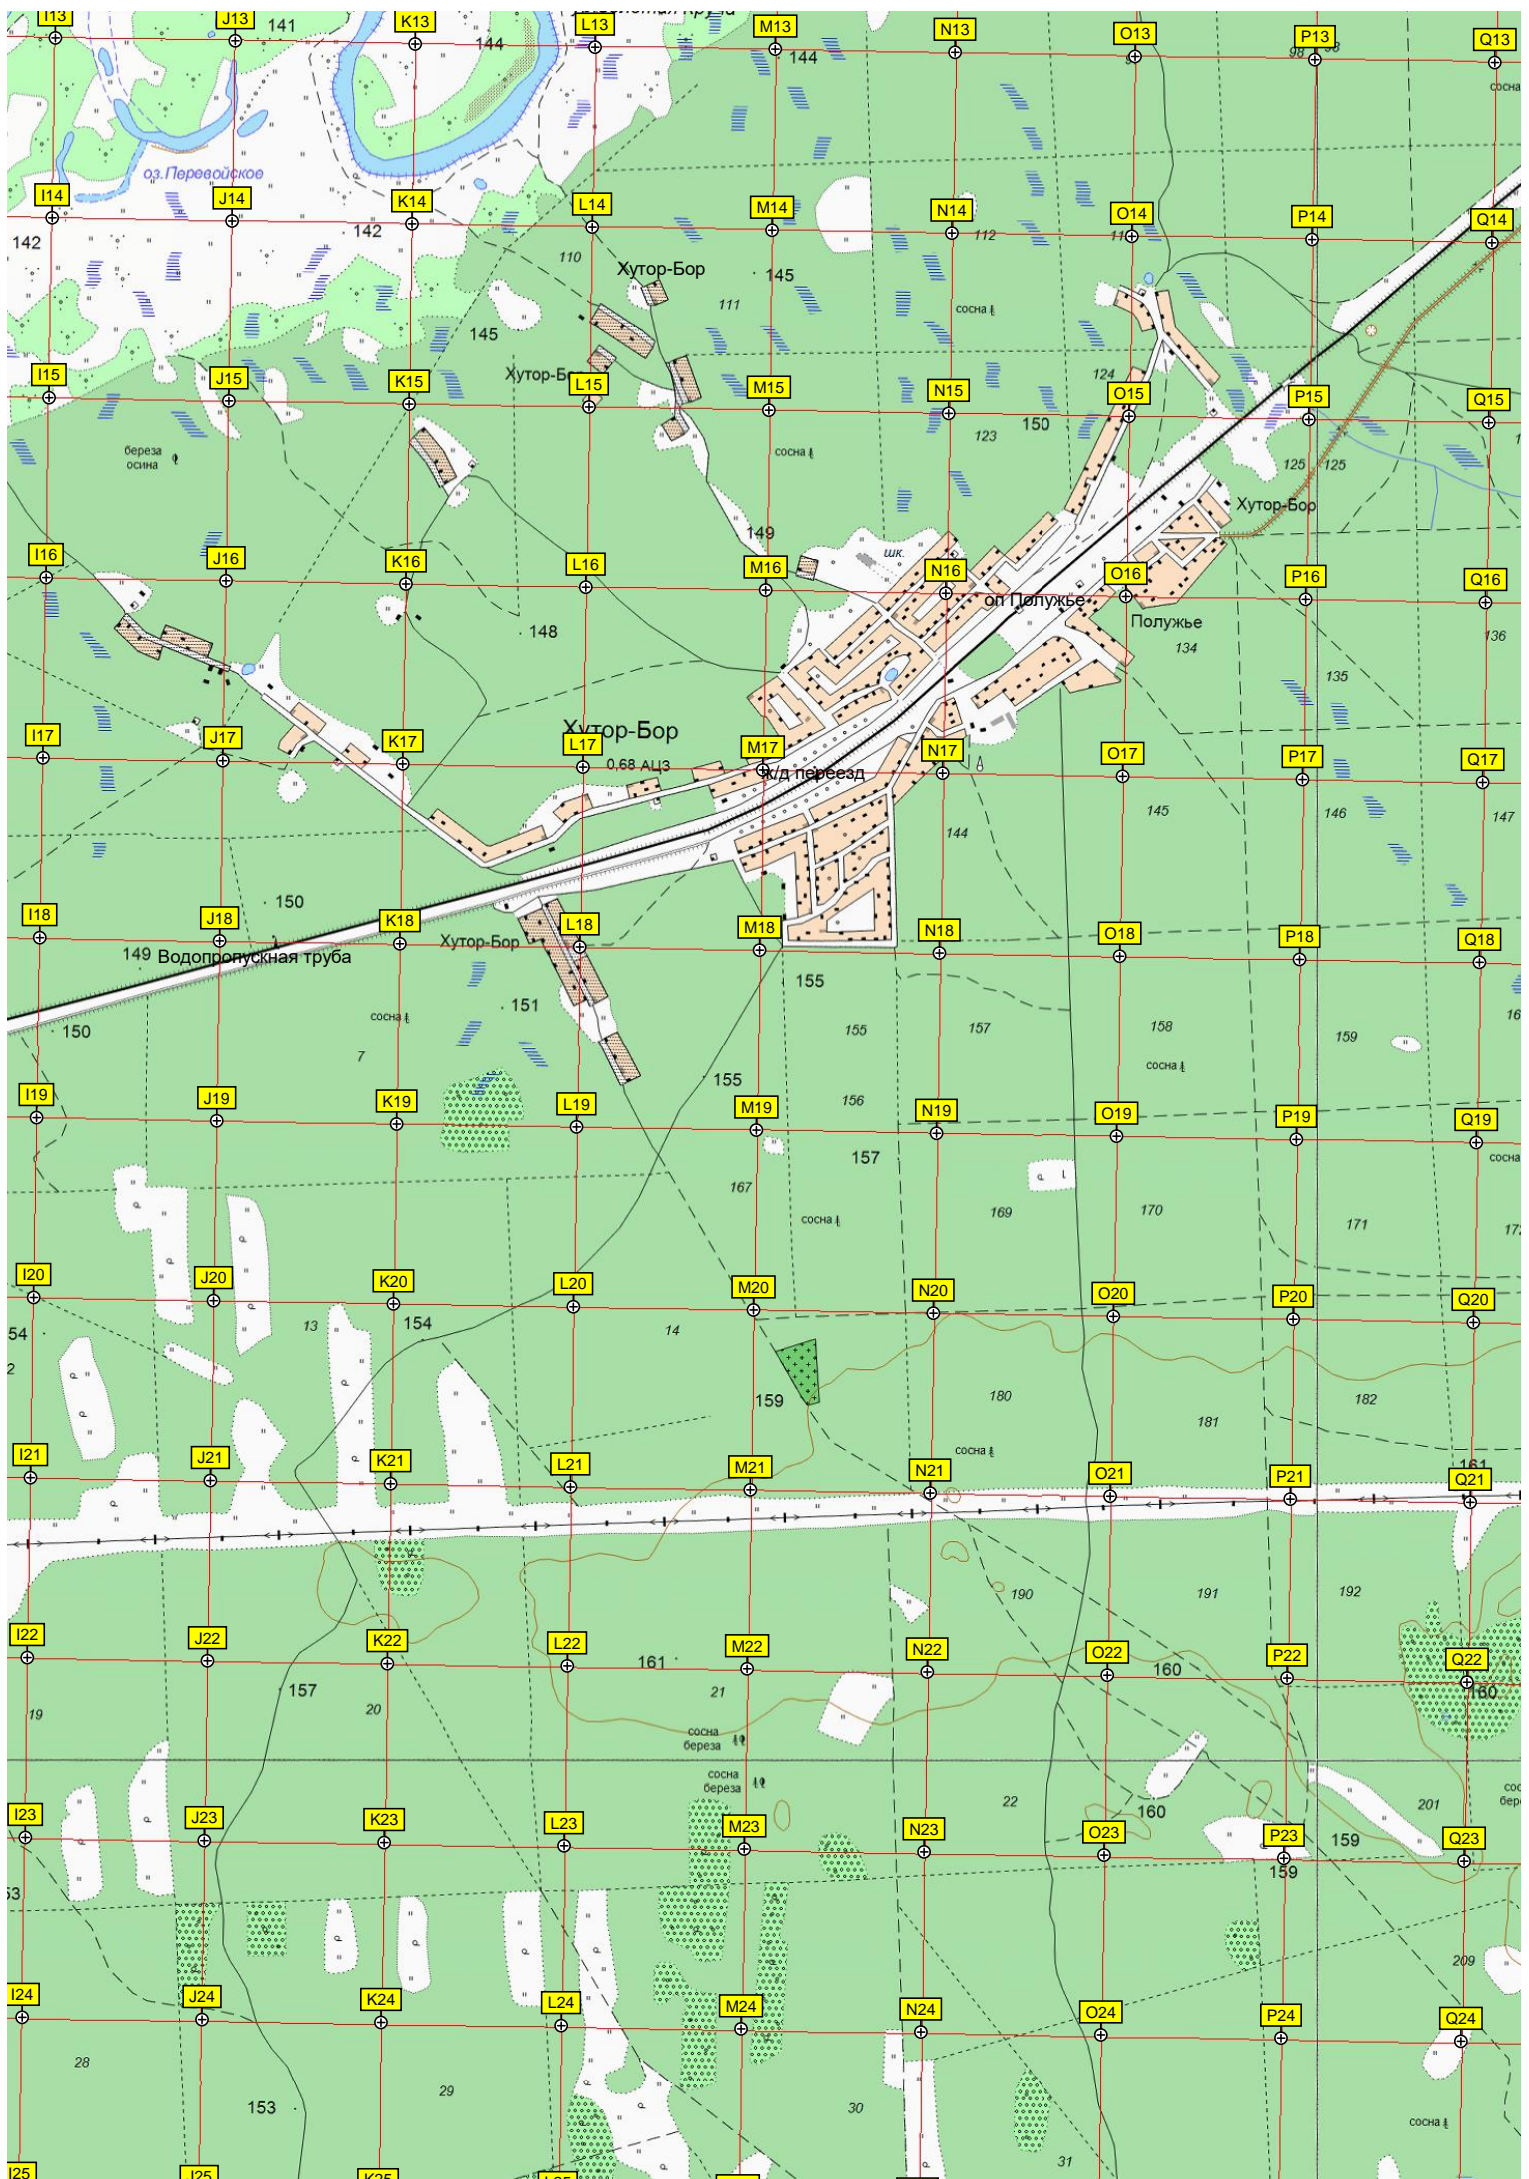 I13
J13
141
K13
144
L13
M13
144
N13
O13
P13
98
Q13
сосна
оз.Перевойское
I14
J14
K14
L14
M14
N14
O14
P14
Q14
142
142
110
Хутор-Бор
145
112
111
сосна
145
I15
J15
K15
Хутор-Бор
L15
M15
N15
124
O15
P15
Q15
береза
осина
сосна
123
150
125
125
Хутор-Бор
149
шк.
I16
J16
K16
L16
M16
N16
O16
P16
Q16
оп Полужье
Полужье
148
134
136
135
Хутор-Бор
I17
J17
K17
L17
M17
N17
O17
P17
Q17
0,68 АЦЗ
ж/д переезд
144
145
146
147
150
I18
J18
K18
L18
M18
N18
O18
P18
Q18
Хутор-Бор
149
Водопропускная труба
155
151
150
сосна
7
155
157
158
159
сосна
155
I19
J19
K19
L19
M19
156
N19
O19
P19
Q19
157
сосна
167
сосна
169
170
171
I20
J20
K20
L20
M20
N20
O20
P20
Q20
13
154
14
159
180
181
182
сосна
I21
J21
K21
L21
M21
N21
O21
P21
161
Q21
190
191
192
I22
J22
K22
L22
M22
N22
O22
P22
Q22
161
160
160
157
19
20
21
сосна
береза
сосна
береза
22
160
201
I23
J23
K23
L23
M23
N23
O23
P23
159
Q23
159
209
I24
J24
K24
L24
M24
N24
O24
P24
Q24
28
29
153
30
31
сосна
I25
J25
K25
L25